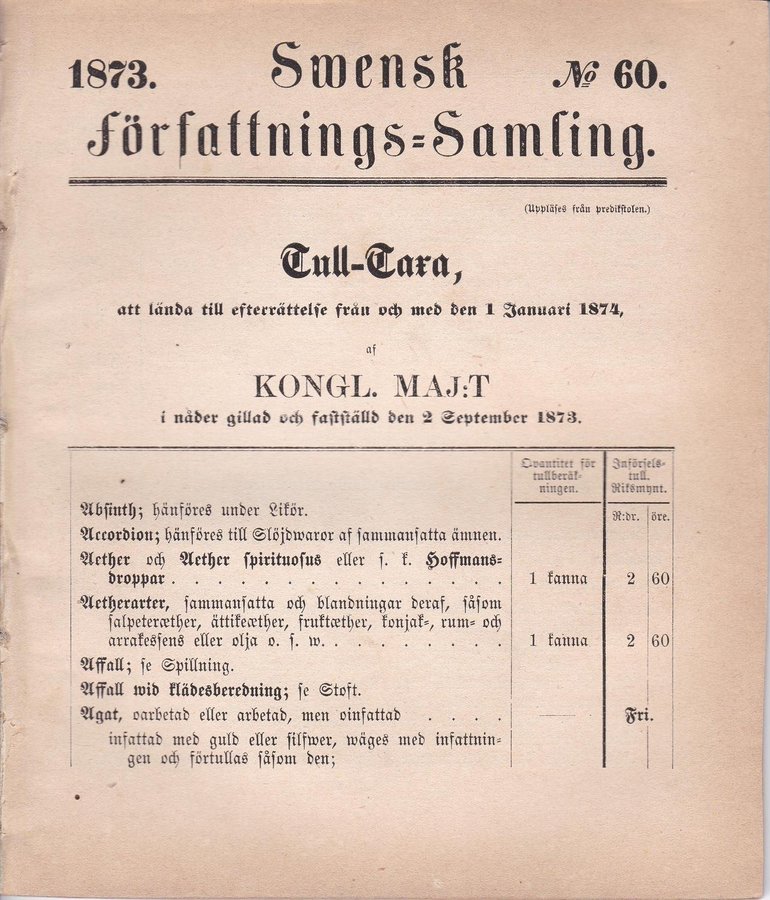 1873. Swensk № 60.
Författnings-Samling.
(Uppläses från predikstolen.)
Tull-Taxa,
att lända till efterrättelse från och med den 1 Januari 1874,
af
KONGL. MAJ:T
i nåder gillad och fastställd den 2 September 1873.
Qvantitet för tullberäk-ningen.
Införsels-tull. Riksmynt.
R:dr. öre.
Absinth; hänföres under Likör.
Accordion; hänföres till Slöjdwaror af sammansatta ämnen.
Aether och Aether spirituosus eller s. k. Hoffmans-
droppar . . . . . . . . . . . . . . . 1 kanna 2 60
Aetherarter, sammansatta och blandningar deraf, såsom
salpeteræther, ättikeæther, fruktæther, konjak-, rum- och
arraksessens eller olja o. s. w. . . . . . . . . 1 kanna 2 60
Affall; se Spillning.
Affall wid klädesberedning; se Stoft.
Agat, oarbetad eller arbetad, men oinfattad . . . . — Fri.
infattad med guld eller silfwer, wäges med infattnin-
gen och förtullas såsom den;